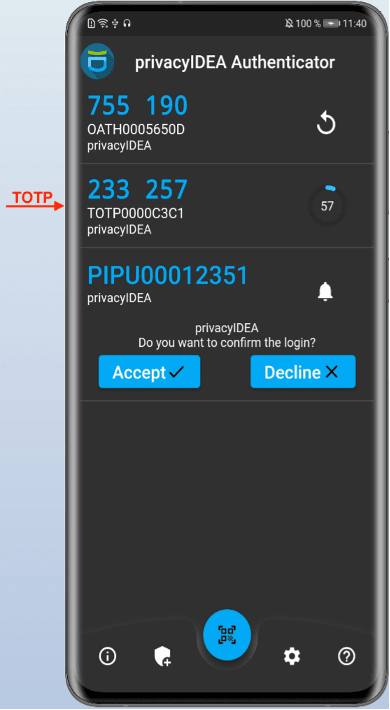 100 % 11:40
privacyIDEA Authenticator
755 190
OATH0005650D
privacyIDEA
TOTP
233 257
TOTP0000C3C1
privacyIDEA
57
PIPU00012351
privacyIDEA
privacyIDEA
Do you want to confirm the login?
Accept
Decline